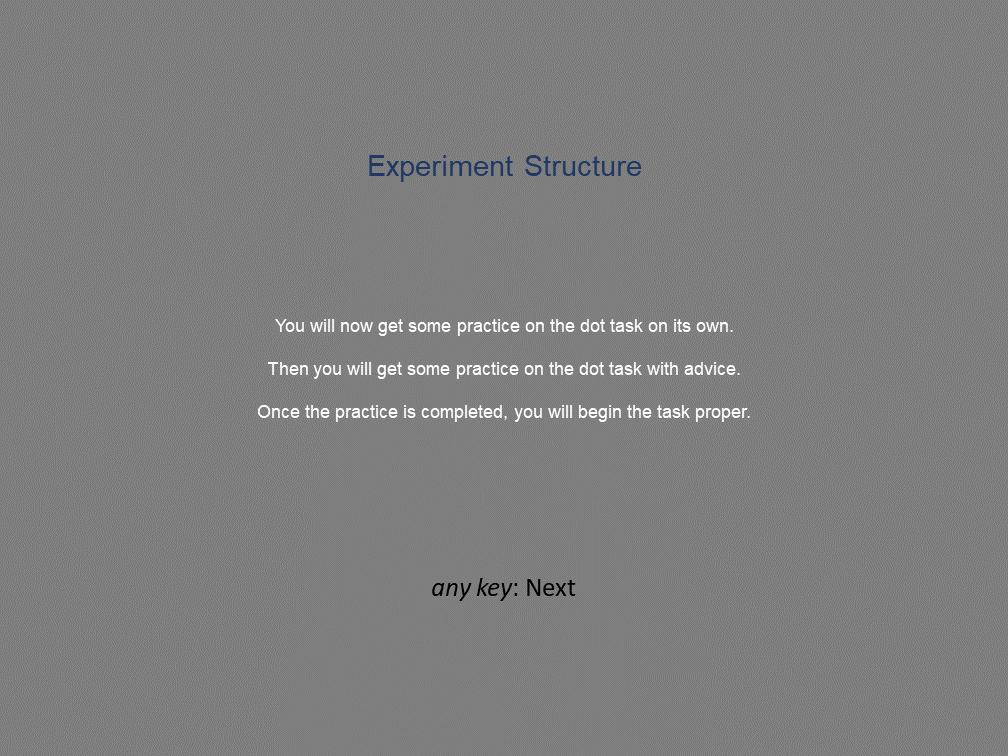 Experiment Structure
You will now get some practice on the dot task on its own.
Then you will get some practice on the dot task with advice.
Once the practice is completed, you will begin the task proper.
any key: Next